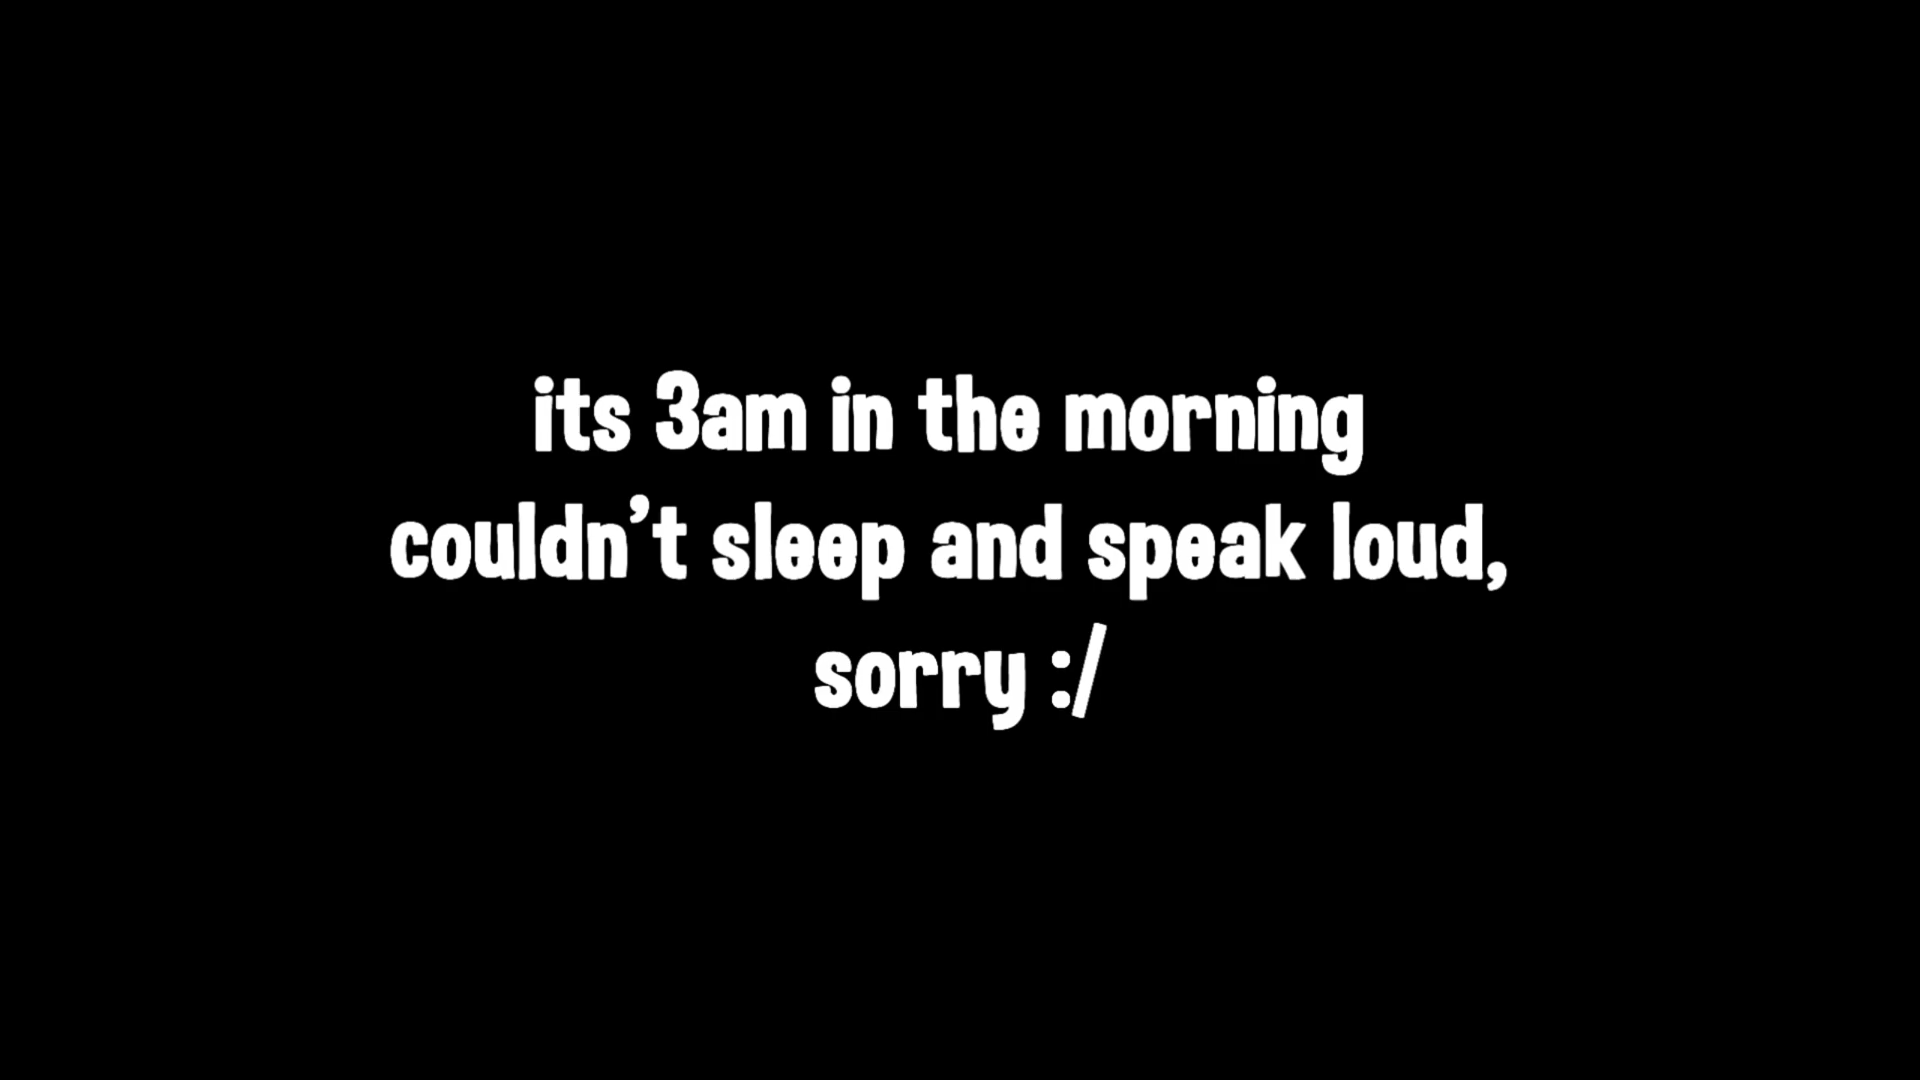 its 3am in the morning
couldn't sleep and speak loud,
sorry :/